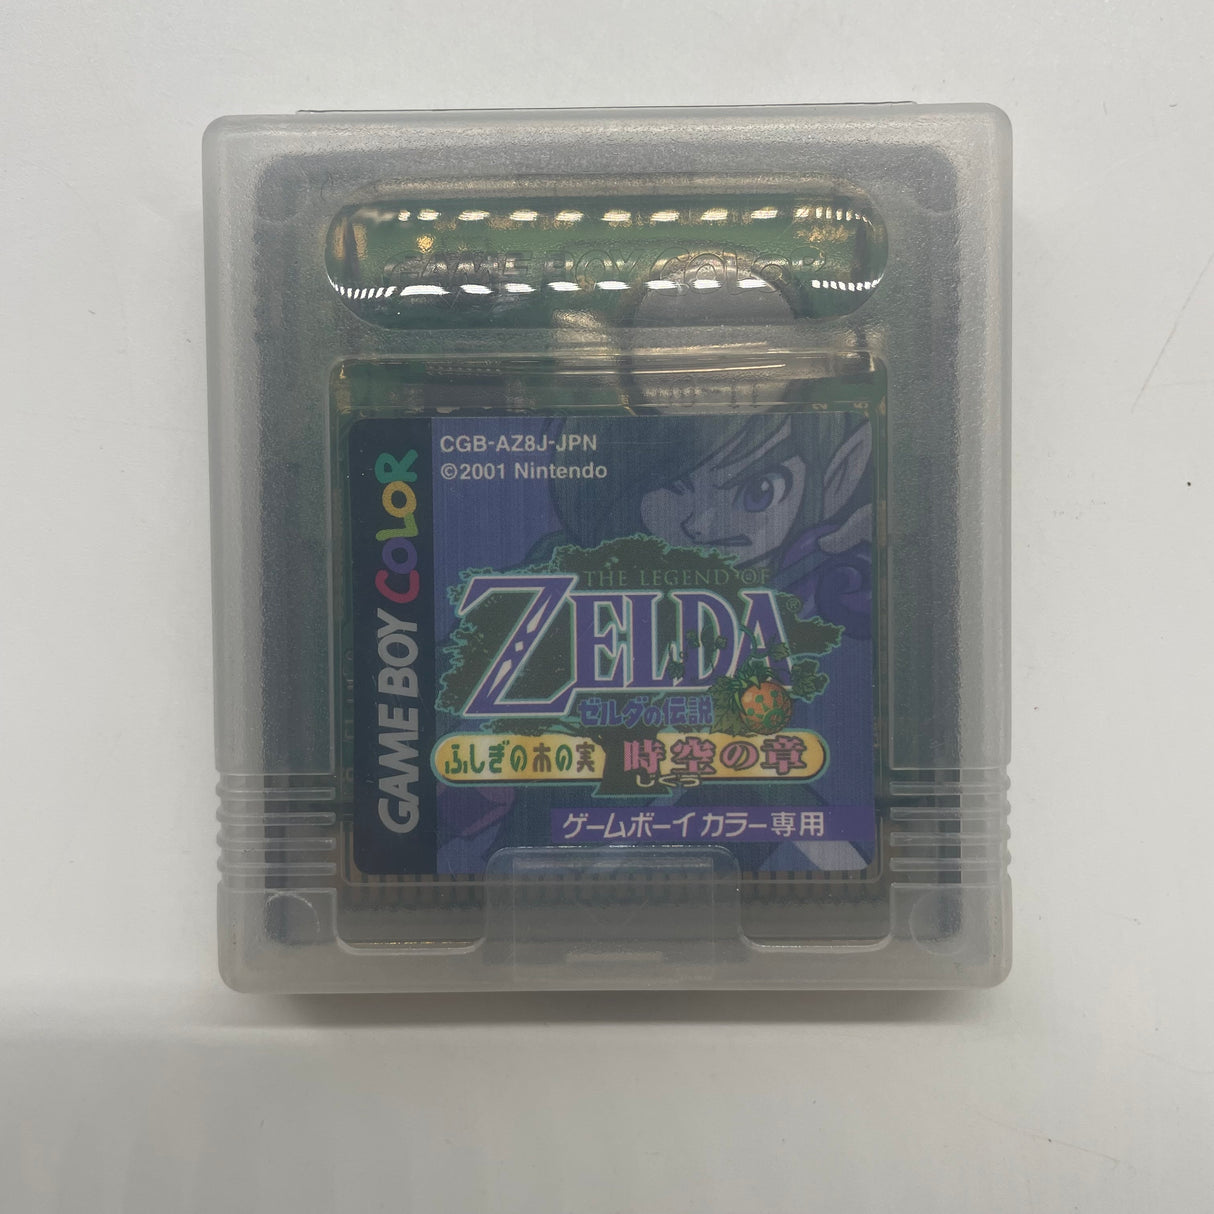 GAME BOY COLOR
CGB-AZ8J-JPN
©2001 Nintendo
GAME BOY COLOR
THE LEGEND OF
ZELDA®
ゼルダの伝説
ふしぎの木の実 時空の章
じくう
ゲームボーイカラー専用